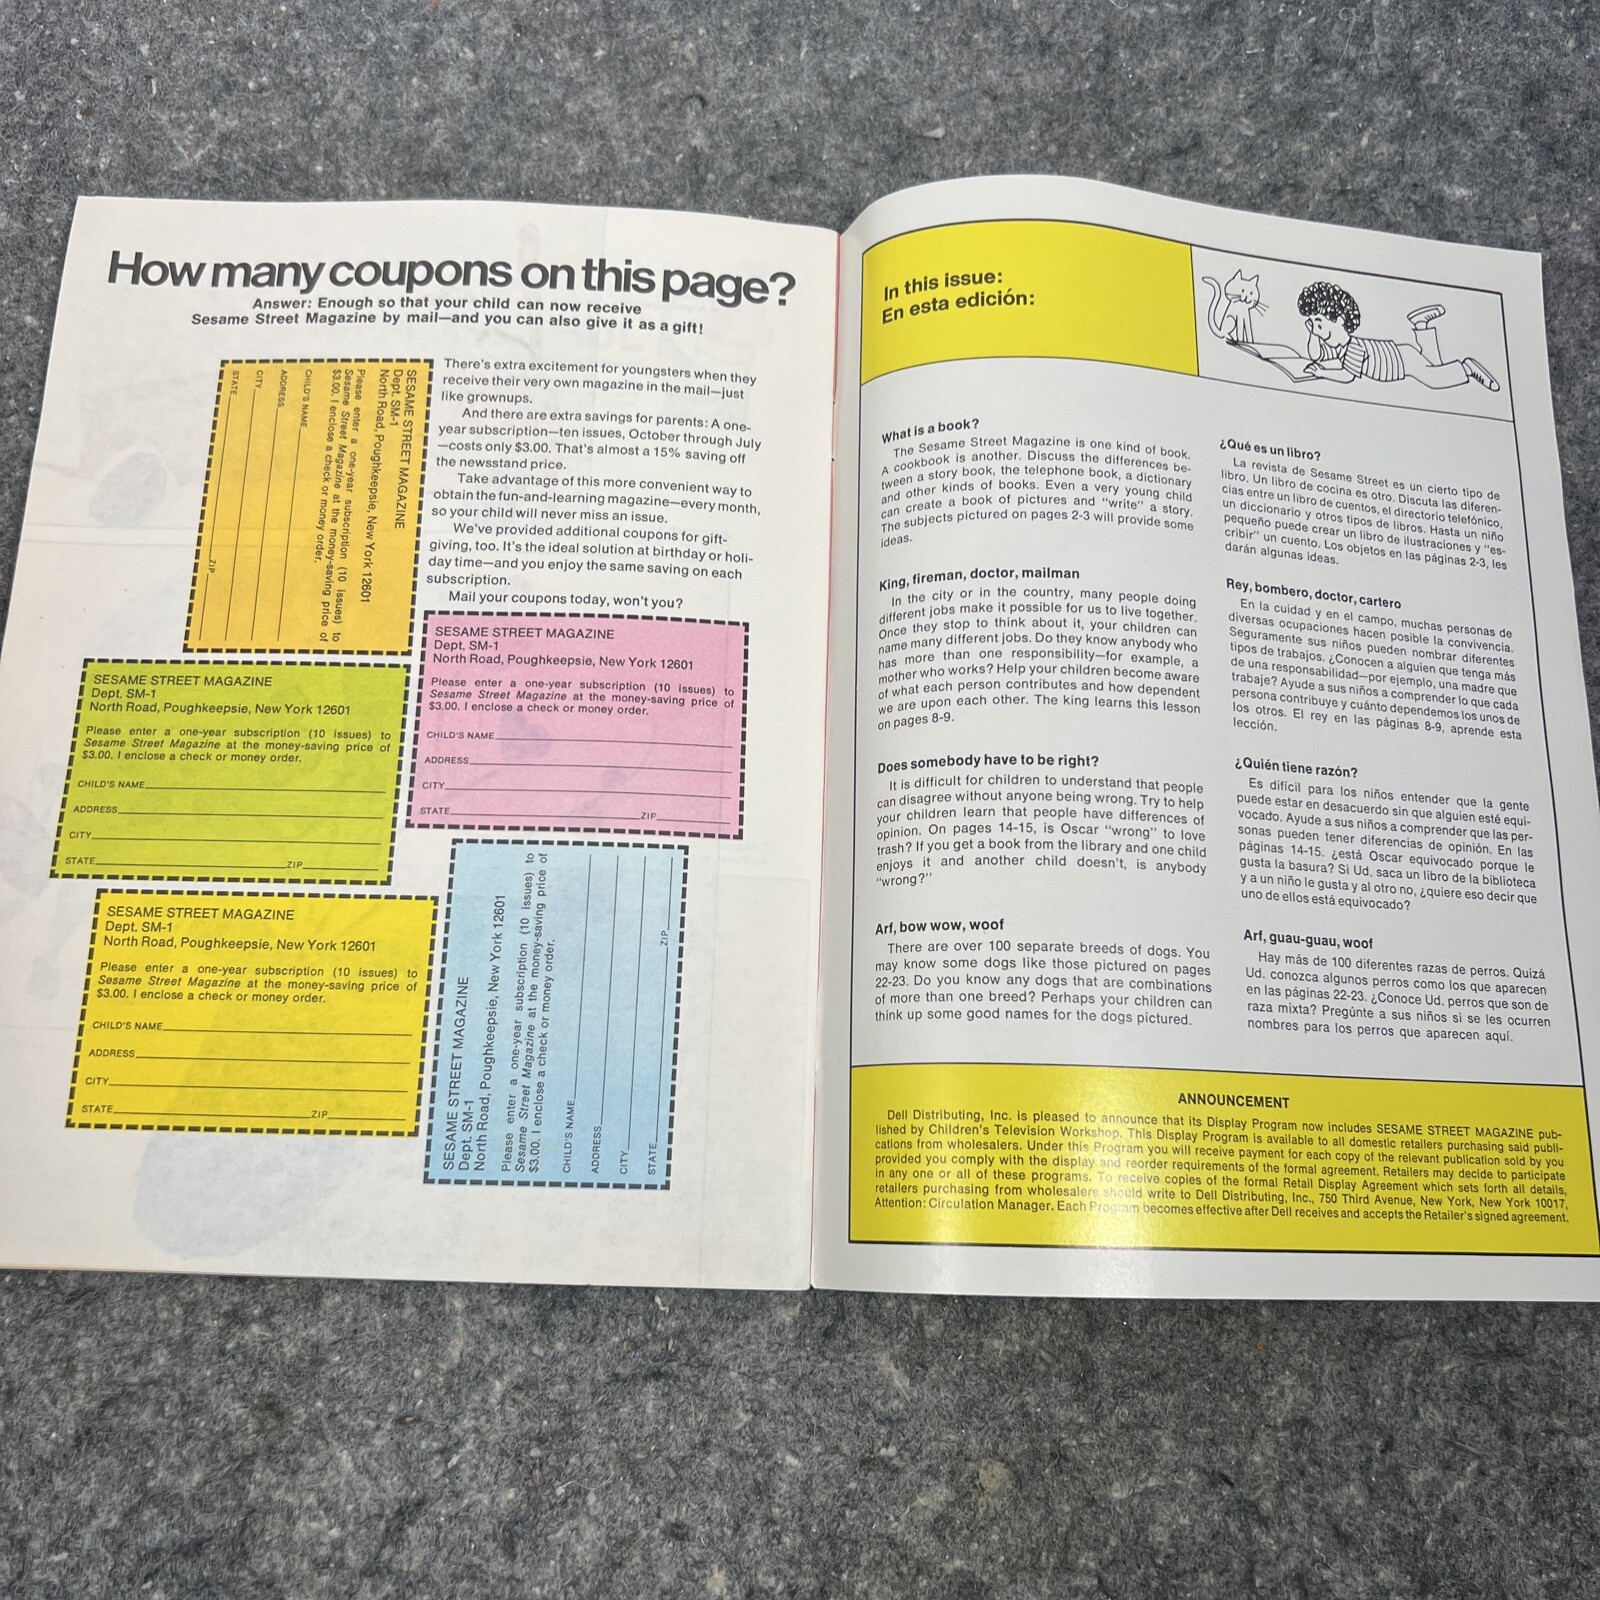 How many coupons on this page?
Answer: Enough so that your child can now receive
Sesame Street Magazine by mail—and you can also give it as a gift!
SESAME STREET MAGAZINE
Dept. SM-1
North Road, Poughkeepsie, New York 12601
Please enter a one-year subscription (10 issues) to
Sesame Street Magazine at the money-saving price of
$3.00. I enclose a check or money order.
CHILD'S NAME
ADDRESS
CITY
STATE ZIP
There's extra excitement for youngsters when they
receive their very own magazine in the mail—just
like grownups.
And there are extra savings for parents: A one-
year subscription—ten issues, October through July
—costs only $3.00. That's almost a 15% saving off
the newsstand price.
Take advantage of this more convenient way to
obtain the fun-and-learning magazine—every month,
so your child will never miss an issue.
We've provided additional coupons for gift-
giving, too. It's the ideal solution at birthday or holi-
day time—and you enjoy the same saving on each
subscription.
Mail your coupons today, won't you?
SESAME STREET MAGAZINE
Dept. SM-1
North Road, Poughkeepsie, New York 12601
Please enter a one-year subscription (10 issues) to
Sesame Street Magazine at the money-saving price of
$3.00. I enclose a check or money order.
CHILD'S NAME
ADDRESS
CITY
STATE ZIP
SESAME STREET MAGAZINE
Dept. SM-1
North Road, Poughkeepsie, New York 12601
Please enter a one-year subscription (10 issues) to
Sesame Street Magazine at the money-saving price of
$3.00. I enclose a check or money order.
CHILD'S NAME
ADDRESS
CITY
STATE ZIP
SESAME STREET MAGAZINE
Dept. SM-1
North Road, Poughkeepsie, New York 12601
Please enter a one-year subscription (10 issues) to
Sesame Street Magazine at the money-saving price of
$3.00. I enclose a check or money order.
CHILD'S NAME
ADDRESS
CITY
STATE ZIP
SESAME STREET MAGAZINE
Dept. SM-1
North Road, Poughkeepsie, New York 12601
Please enter a one-year subscription (10 issues) to
Sesame Street Magazine at the money-saving price of
$3.00. I enclose a check or money order.
CHILD'S NAME
ADDRESS
CITY
STATE ZIP
In this issue:
En esta edición:
What is a book?
The Sesame Street Magazine is one kind of book.
A cookbook is another. Discuss the differences be-
tween a story book, the telephone book, a dictionary
and other kinds of books. Even a very young child
can create a book of pictures and "write" a story.
The subjects pictured on pages 2-3 will provide some
ideas.
King, fireman, doctor, mailman
In the city or in the country, many people doing
different jobs make it possible for us to live together.
Once they stop to think about it, your children can
name many different jobs. Do they know anybody who
has more than one responsibility—for example, a
mother who works? Help your children become aware
of what each person contributes and how dependent
we are upon each other. The king learns this lesson
on pages 8-9.
Does somebody have to be right?
It is difficult for children to understand that people
can disagree without anyone being wrong. Try to help
your children learn that people have differences of
opinion. On pages 14-15, is Oscar "wrong" to love
trash? If you get a book from the library and one child
enjoys it and another child doesn't, is anybody
"wrong?"
Arf, bow wow, woof
There are over 100 separate breeds of dogs. You
may know some dogs like those pictured on pages
22-23. Do you know any dogs that are combinations
of more than one breed? Perhaps your children can
think up some good names for the dogs pictured.
¿Qué es un libro?
La revista de Sesame Street es un cierto tipo de
libro. Un libro de cocina es otro. Discuta las diferen-
cias entre un libro de cuentos, el directorio telefónico,
un diccionario y otros tipos de libros. Hasta un niño
pequeño puede crear un libro de ilustraciones y "es-
cribir" un cuento. Los objetos en las páginas 2-3, les
darán algunas ideas.
Rey, bombero, doctor, cartero
En la cuidad y en el campo, muchas personas de
diversas ocupaciones hacen posible la convivencia.
Seguramente sus niños pueden nombrar diferentes
tipos de trabajos. ¿Conocen a alguien que tenga más
de una responsabilidad—por ejemplo, una madre que
trabaje? Ayude a sus niños a comprender lo que cada
persona contribuye y cuánto dependemos los unos de
los otros. El rey en las páginas 8-9, aprende esta
lección.
¿Quién tiene razón?
Es difícil para los niños entender que la gente
puede estar en desacuerdo sin que alguien esté equi-
vocado. Ayude a sus niños a comprender que las per-
sonas pueden tener diferencias de opinión. En las
páginas 14-15. ¿está Oscar equivocado porque le
gusta la basura? Si Ud. saca un libro de la biblioteca
y a un niño le gusta y al otro no, ¿quiere eso decir que
uno de ellos está equivocado?
Arf, guau-guau, woof
Hay más de 100 diferentes razas de perros. Quizá
Ud. conozca algunos perros como los que aparecen
en las páginas 22-23. ¿Conoce Ud. perros que son de
raza mixta? Pregúnte a sus niños si se les ocurren
nombres para los perros que aparecen aquí.
ANNOUNCEMENT
Dell Distributing, Inc. is pleased to announce that its Display Program now includes SESAME STREET MAGAZINE pub-
lished by Children's Television Workshop. This Display Program is available to all domestic retailers purchasing said publi-
cations from wholesalers. Under this Program you will receive payment for each copy of the relevant publication sold by you
provided you comply with the display and reorder requirements of the formal agreement. Retailers may decide to participate
in any one or all of these programs. To receive copies of the formal Retail Display Agreement which sets forth all details,
retailers purchasing from wholesalers should write to Dell Distributing, Inc., 750 Third Avenue, New York, New York 10017,
Attention: Circulation Manager. Each Program becomes effective after Dell receives and accepts the Retailer's signed agreement.